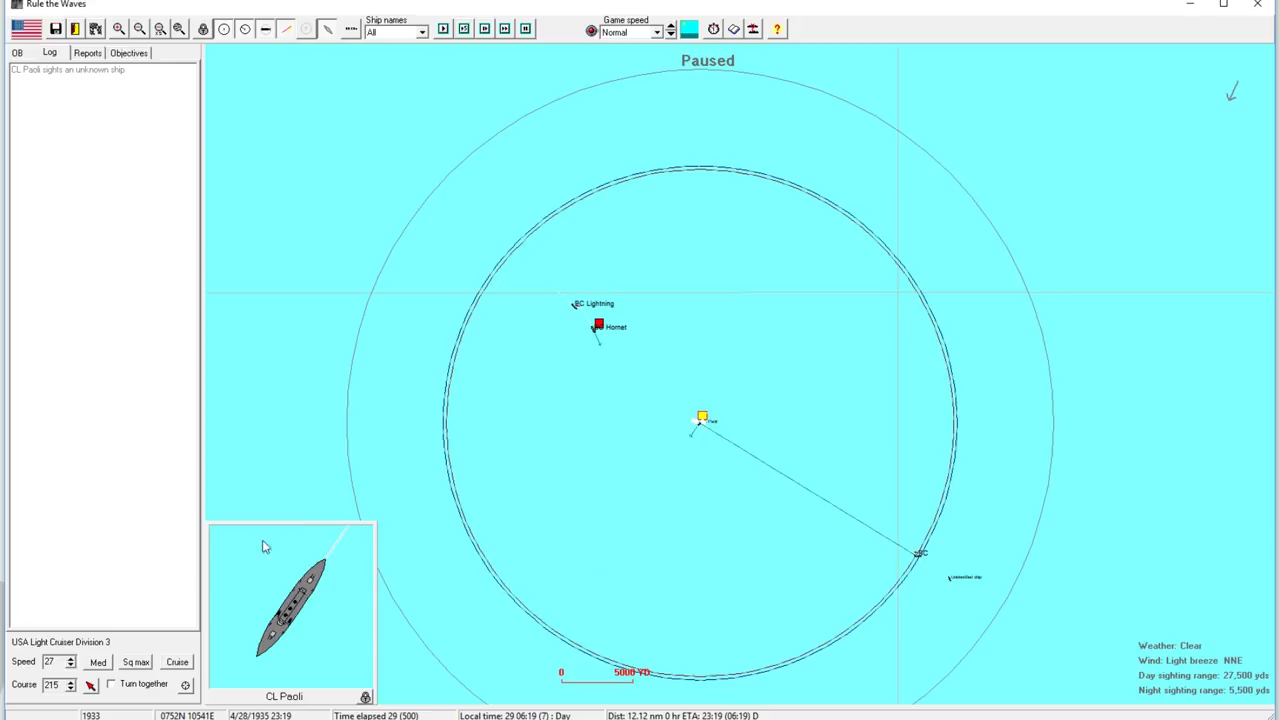 Rule the Waves
Ship names
All
Game speed
Normal
OB
Log
Reports
Objectives
CL Paoli sights an unknown ship
Paused
BC Lightning
Hornet
BC
Unidentified ship
0
5000 YD
Weather: Clear
Wind: Light breeze NNE
Day sighting range: 27,500 yds
Night sighting range: 5,500 yds
USA Light Cruiser Division 3
Speed
27
Med
Sq max
Cruise
Course
215
Turn together
CL Paoli
1933
0752N 10541E
4/28/1935 23:19
Time elapsed 29 (500)
Local time: 29 06:19 (7) : Day
Dist: 12.12 nm 0 hr ETA: 23:19 (06:19) D